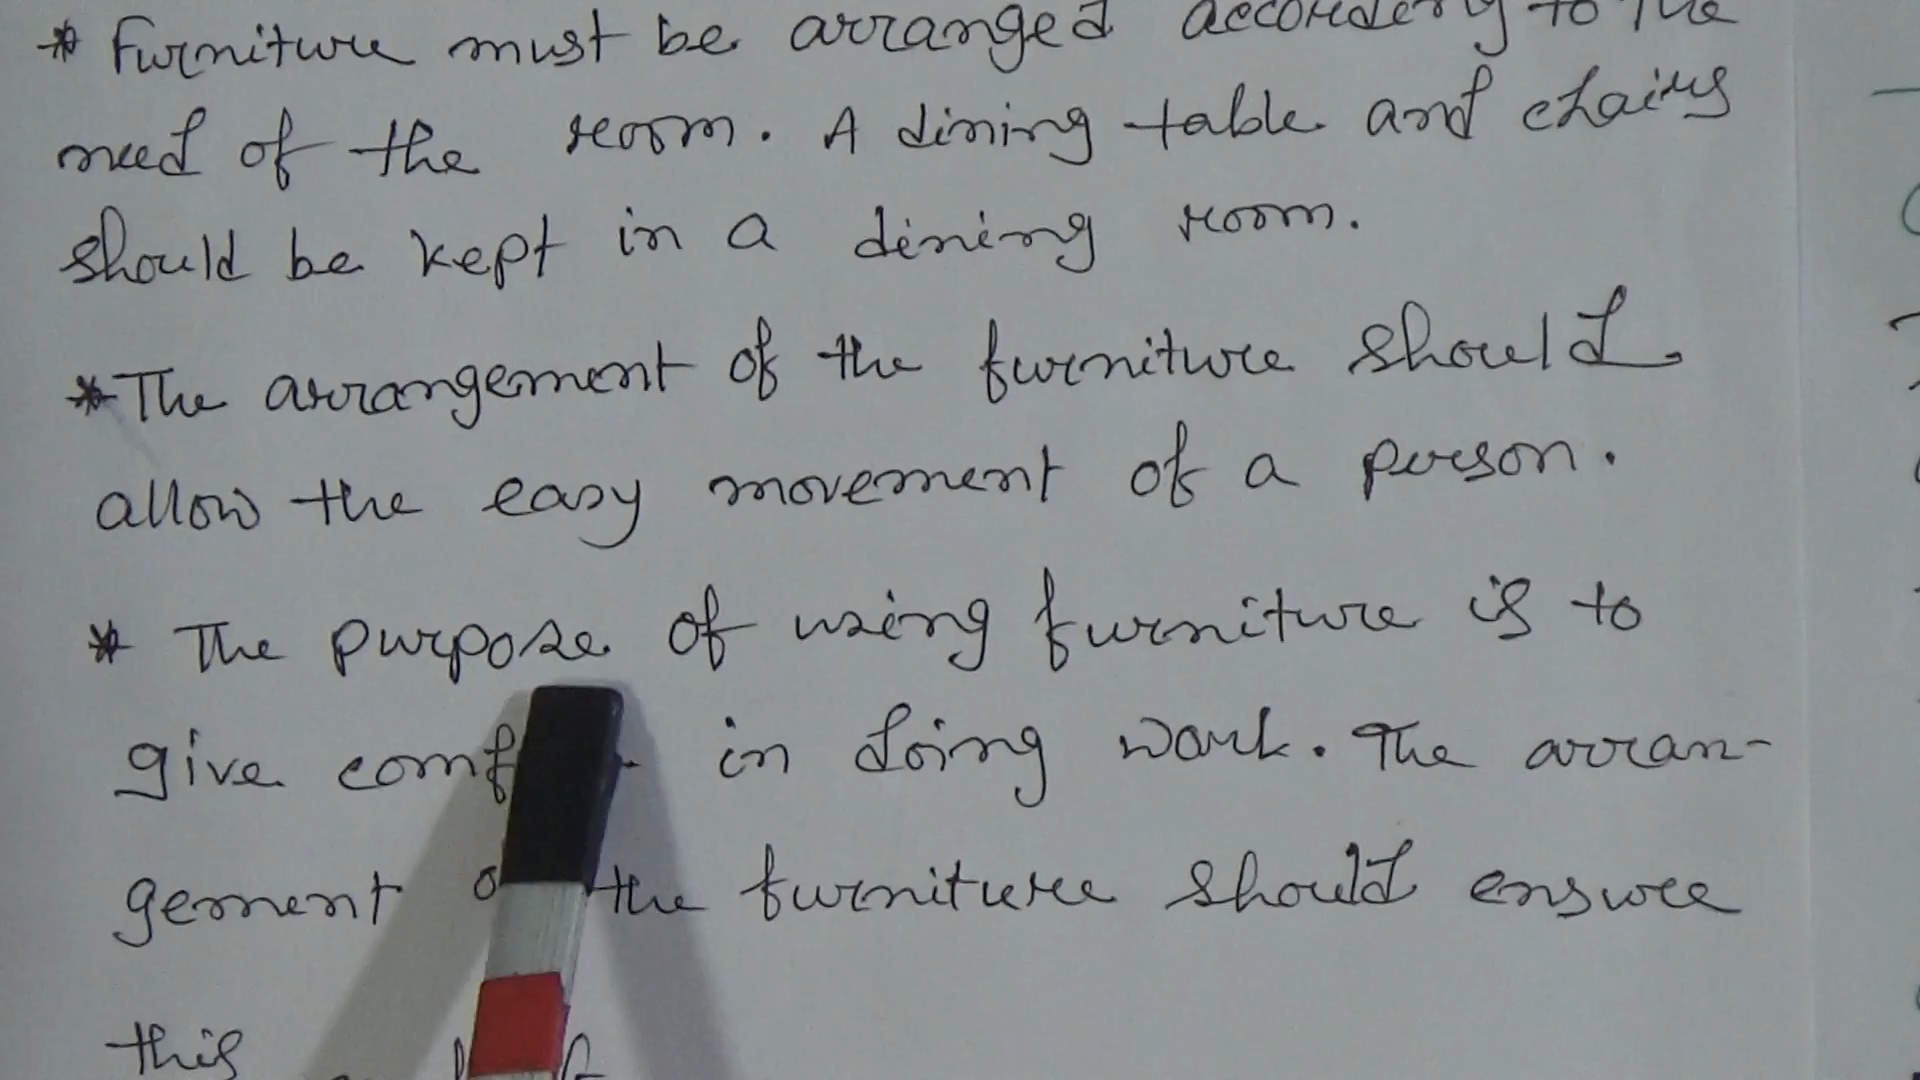 * Furniture must be arranged according to the
need of the room. A dining table and chairs
should be kept in a dining room.
* The arrangement of the furniture should
allow the easy movement of a person.
* The purpose of using furniture is to
give in doing work. The arran-
gement the furniture should ensure
this